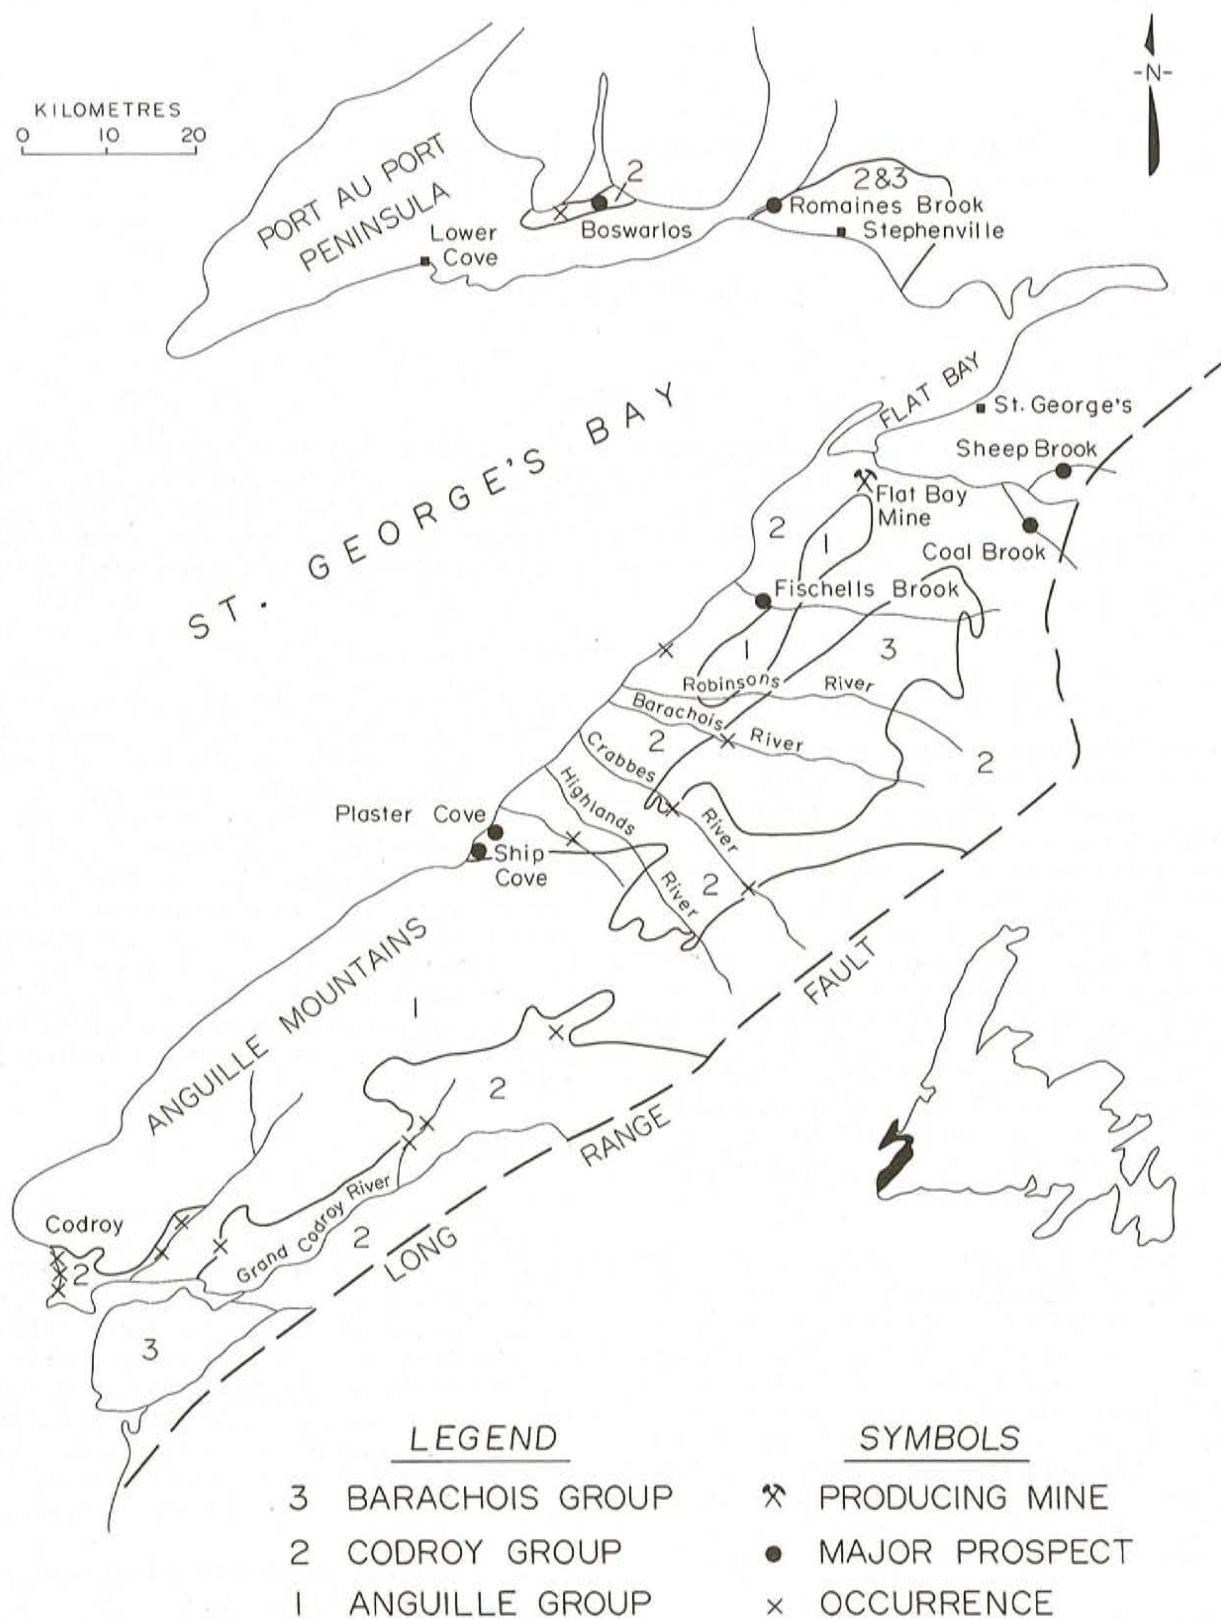 KILOMETRES
0 10 20
-N-
PORT AU PORT
PENINSULA
2
2&3
Romaines Brook
Boswarlos
Stephenville
Lower
Cove
FLAT BAY
St. George's
ST. GEORGE'S BAY
Sheep Brook
Flat Bay
Mine
2
1
Coal Brook
Fischells Brook
1
3
Robinsons River
Barachois River
2
2
Crabbes River
Highlands River
Plaster Cove
Ship
Cove
2
ANGUILLE MOUNTAINS
1
2
LONG RANGE FAULT
Grand Codroy River
2
Codroy
2
3
LEGEND
3 BARACHOIS GROUP
2 CODROY GROUP
1 ANGUILLE GROUP
SYMBOLS
PRODUCING MINE
MAJOR PROSPECT
x OCCURRENCE